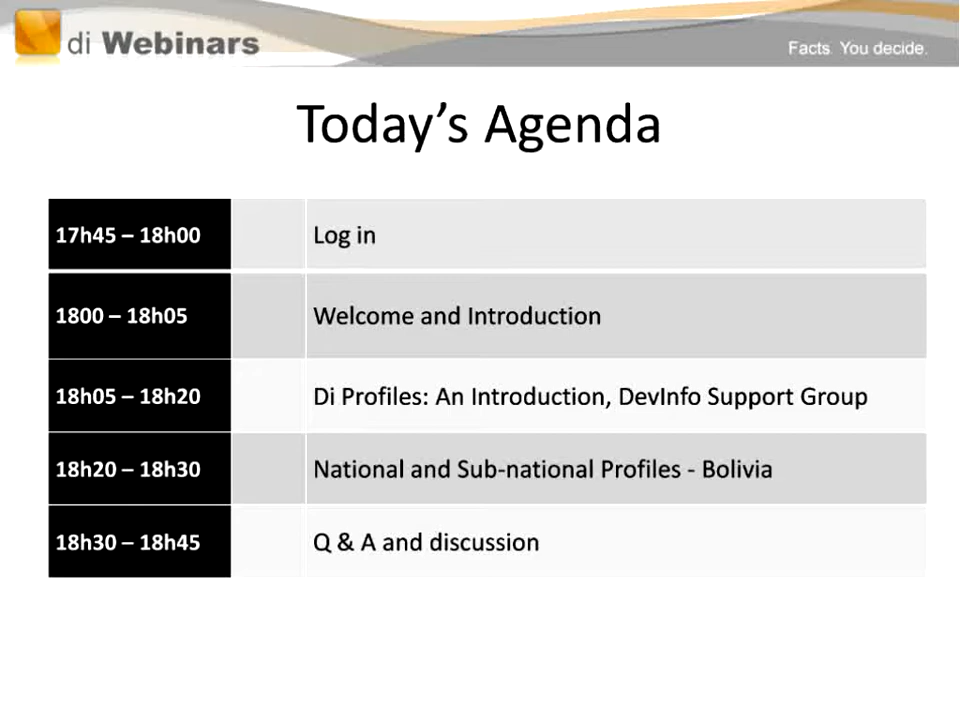 di Webinars
Facts. You decide.
Today's Agenda
17h45 – 18h00 Log in
1800 – 18h05 Welcome and Introduction
18h05 – 18h20 Di Profiles: An Introduction, DevInfo Support Group
18h20 – 18h30 National and Sub-national Profiles - Bolivia
18h30 – 18h45 Q & A and discussion